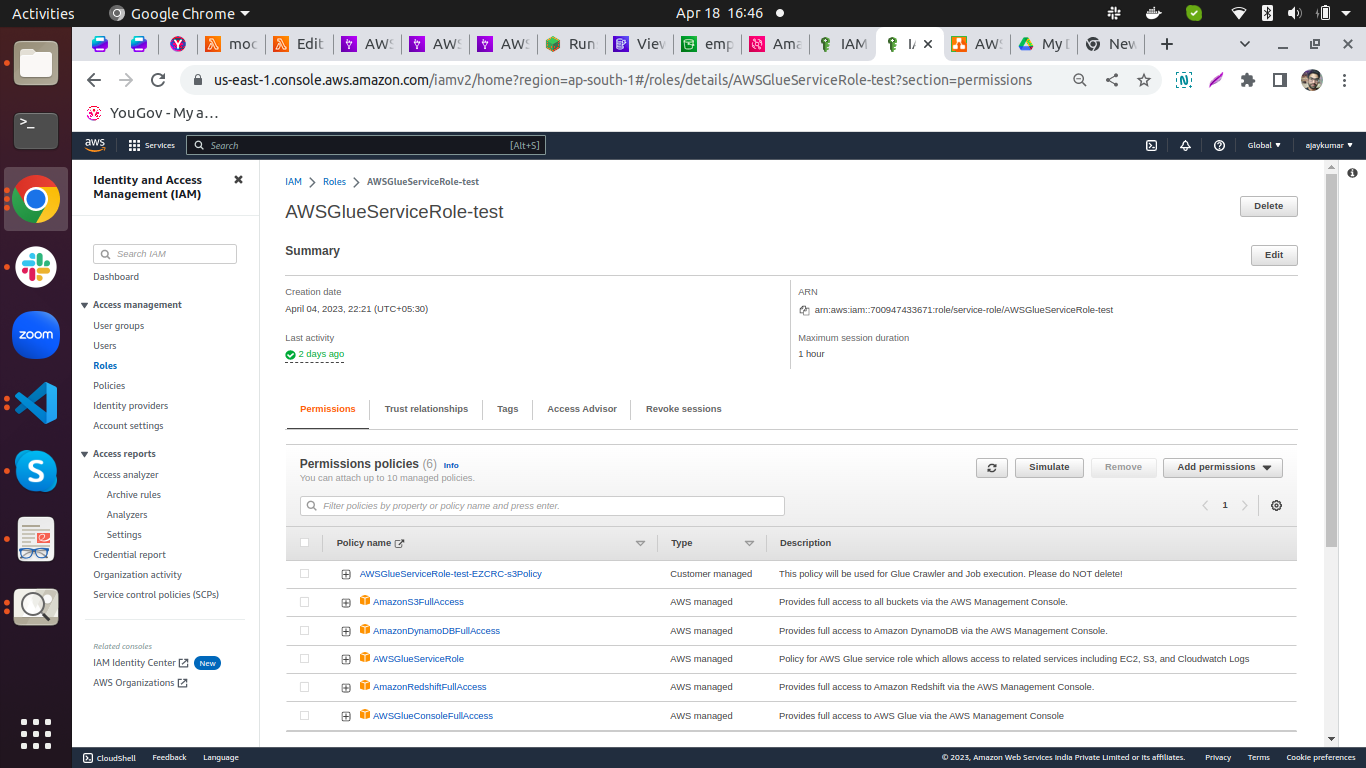 Activities
Google Chrome
Apr 18 16:46
moc
Edit
AWS
AWS
AWS
Run
View
emp
Ama
IAM
AWS
My D
New
us-east-1.console.aws.amazon.com/iamv2/home?region=ap-south-1#/roles/details/AWSGlueServiceRole-test?section=permissions
YouGov - My a…
aws
Services
Search
[Alt+S]
Global
ajaykumar
Identity and Access
Management (IAM)
Search IAM
Dashboard
Access management
User groups
Users
Roles
Policies
Identity providers
Account settings
Access reports
Access analyzer
Archive rules
Analyzers
Settings
Credential report
Organization activity
Service control policies (SCPs)
Related consoles
IAM Identity Center New
AWS Organizations
IAM Roles AWSGlueServiceRole-test
AWSGlueServiceRole-test
Delete
Summary
Edit
Creation date
April 04, 2023, 22:21 (UTC+05:30)
Last activity
2 days ago
ARN
arn:aws:iam::700947433671:role/service-role/AWSGlueServiceRole-test
Maximum session duration
1 hour
Permissions Trust relationships Tags Access Advisor Revoke sessions
Permissions policies (6) Info
You can attach up to 10 managed policies.
Simulate
Remove
Add permissions
Filter policies by property or policy name and press enter.
1
Policy name Type Description
AWSGlueServiceRole-test-EZCRC-s3Policy Customer managed This policy will be used for Glue Crawler and Job execution. Please do NOT delete!
AmazonS3FullAccess AWS managed Provides full access to all buckets via the AWS Management Console.
AmazonDynamoDBFullAccess AWS managed Provides full access to Amazon DynamoDB via the AWS Management Console.
AWSGlueServiceRole AWS managed Policy for AWS Glue service role which allows access to related services including EC2, S3, and Cloudwatch Logs
AmazonRedshiftFullAccess AWS managed Provides full access to Amazon Redshift via the AWS Management Console.
AWSGlueConsoleFullAccess AWS managed Provides full access to AWS Glue via the AWS Management Console
zoom
CloudShell Feedback Language
© 2023, Amazon Web Services India Private Limited or its affiliates. Privacy Terms Cookie preferences